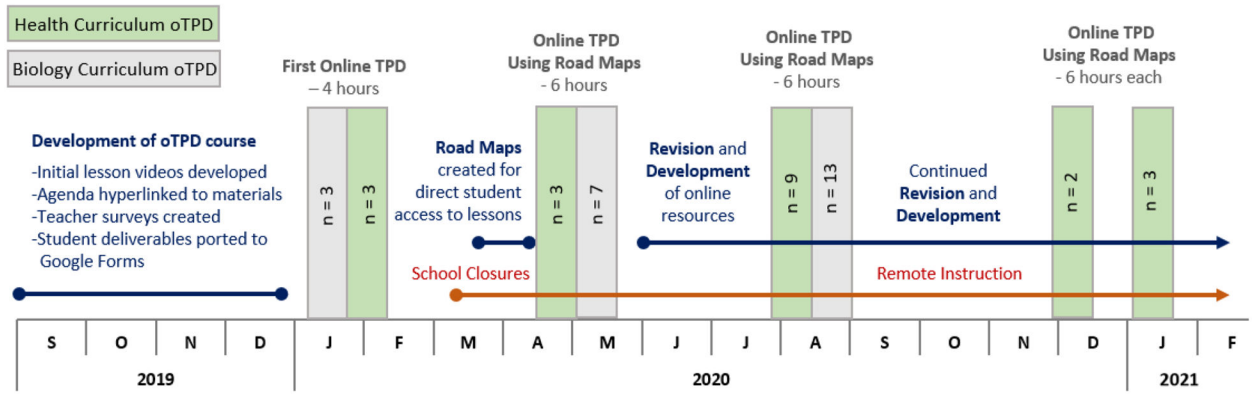 Health Curriculum oTPD
Biology Curriculum oTPD
First Online TPD
– 4 hours
Online TPD
Using Road Maps
- 6 hours
Online TPD
Using Road Maps
- 6 hours
Online TPD
Using Road Maps
- 6 hours each
Development of oTPD course
-Initial lesson videos developed
-Agenda hyperlinked to materials
-Teacher surveys created
-Student deliverables ported to
Google Forms
n = 3
n = 3
Road Maps
created for
direct student
access to lessons
n = 3
n = 7
Revision and
Development
of online
resources
n = 9
n = 13
Continued
Revision and
Development
n = 2
n = 3
School Closures
Remote Instruction
S O N D J F M A M J J A S O N D J F
2019 2020 2021